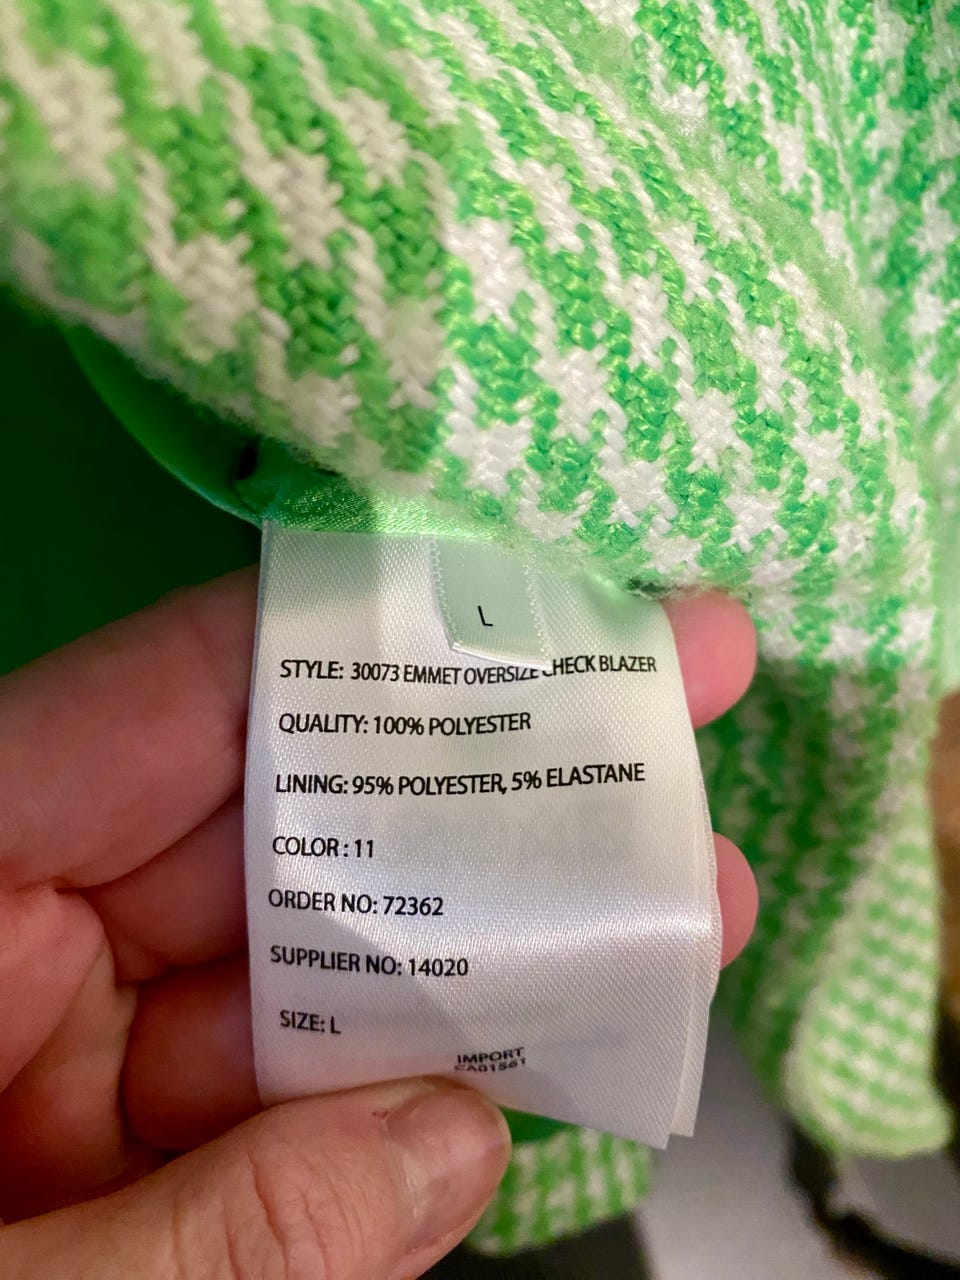 L
STYLE: 30073 EMMET OVERSIZE HECK BLAZER
QUALITY: 100% POLYESTER
LINING: 95% POLYESTER, 5% ELASTANE
COLOR : 11
ORDER NO: 72362
SUPPLIER NO: 14020
SIZE: L
IMPORT
CA01561